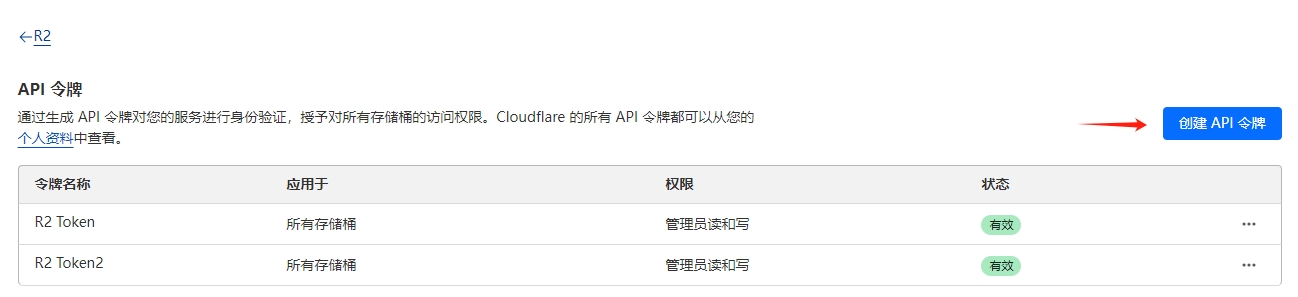 ←R2
API 令牌
通过生成 API 令牌对您的服务进行身份验证，授予对所有存储桶的访问权限。Cloudflare 的所有 API 令牌都可以从您的
个人资料中查看。
创建 API 令牌
令牌名称 应用于 权限 状态
R2 Token 所有存储桶 管理员读和写 有效 ···
R2 Token2 所有存储桶 管理员读和写 有效 ···